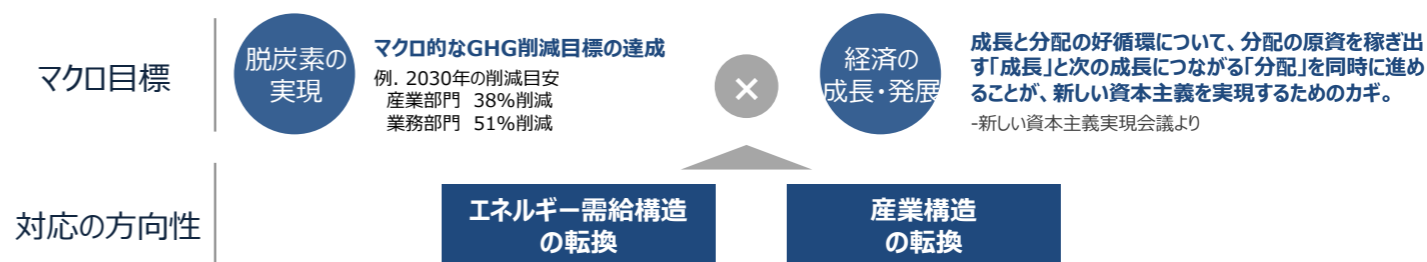 マクロ目標
脱炭素の
実現
マクロ的なGHG削減目標の達成
例. 2030年の削減目安
産業部門 38%削減
業務部門 51%削減
×
経済の
成長・発展
成長と分配の好循環について、分配の原資を稼ぎ出
す「成長」と次の成長につながる「分配」を同時に進め
ることが、新しい資本主義を実現するためのカギ。
-新しい資本主義実現会議より
対応の方向性
エネルギー需給構造
の転換
産業構造
の転換